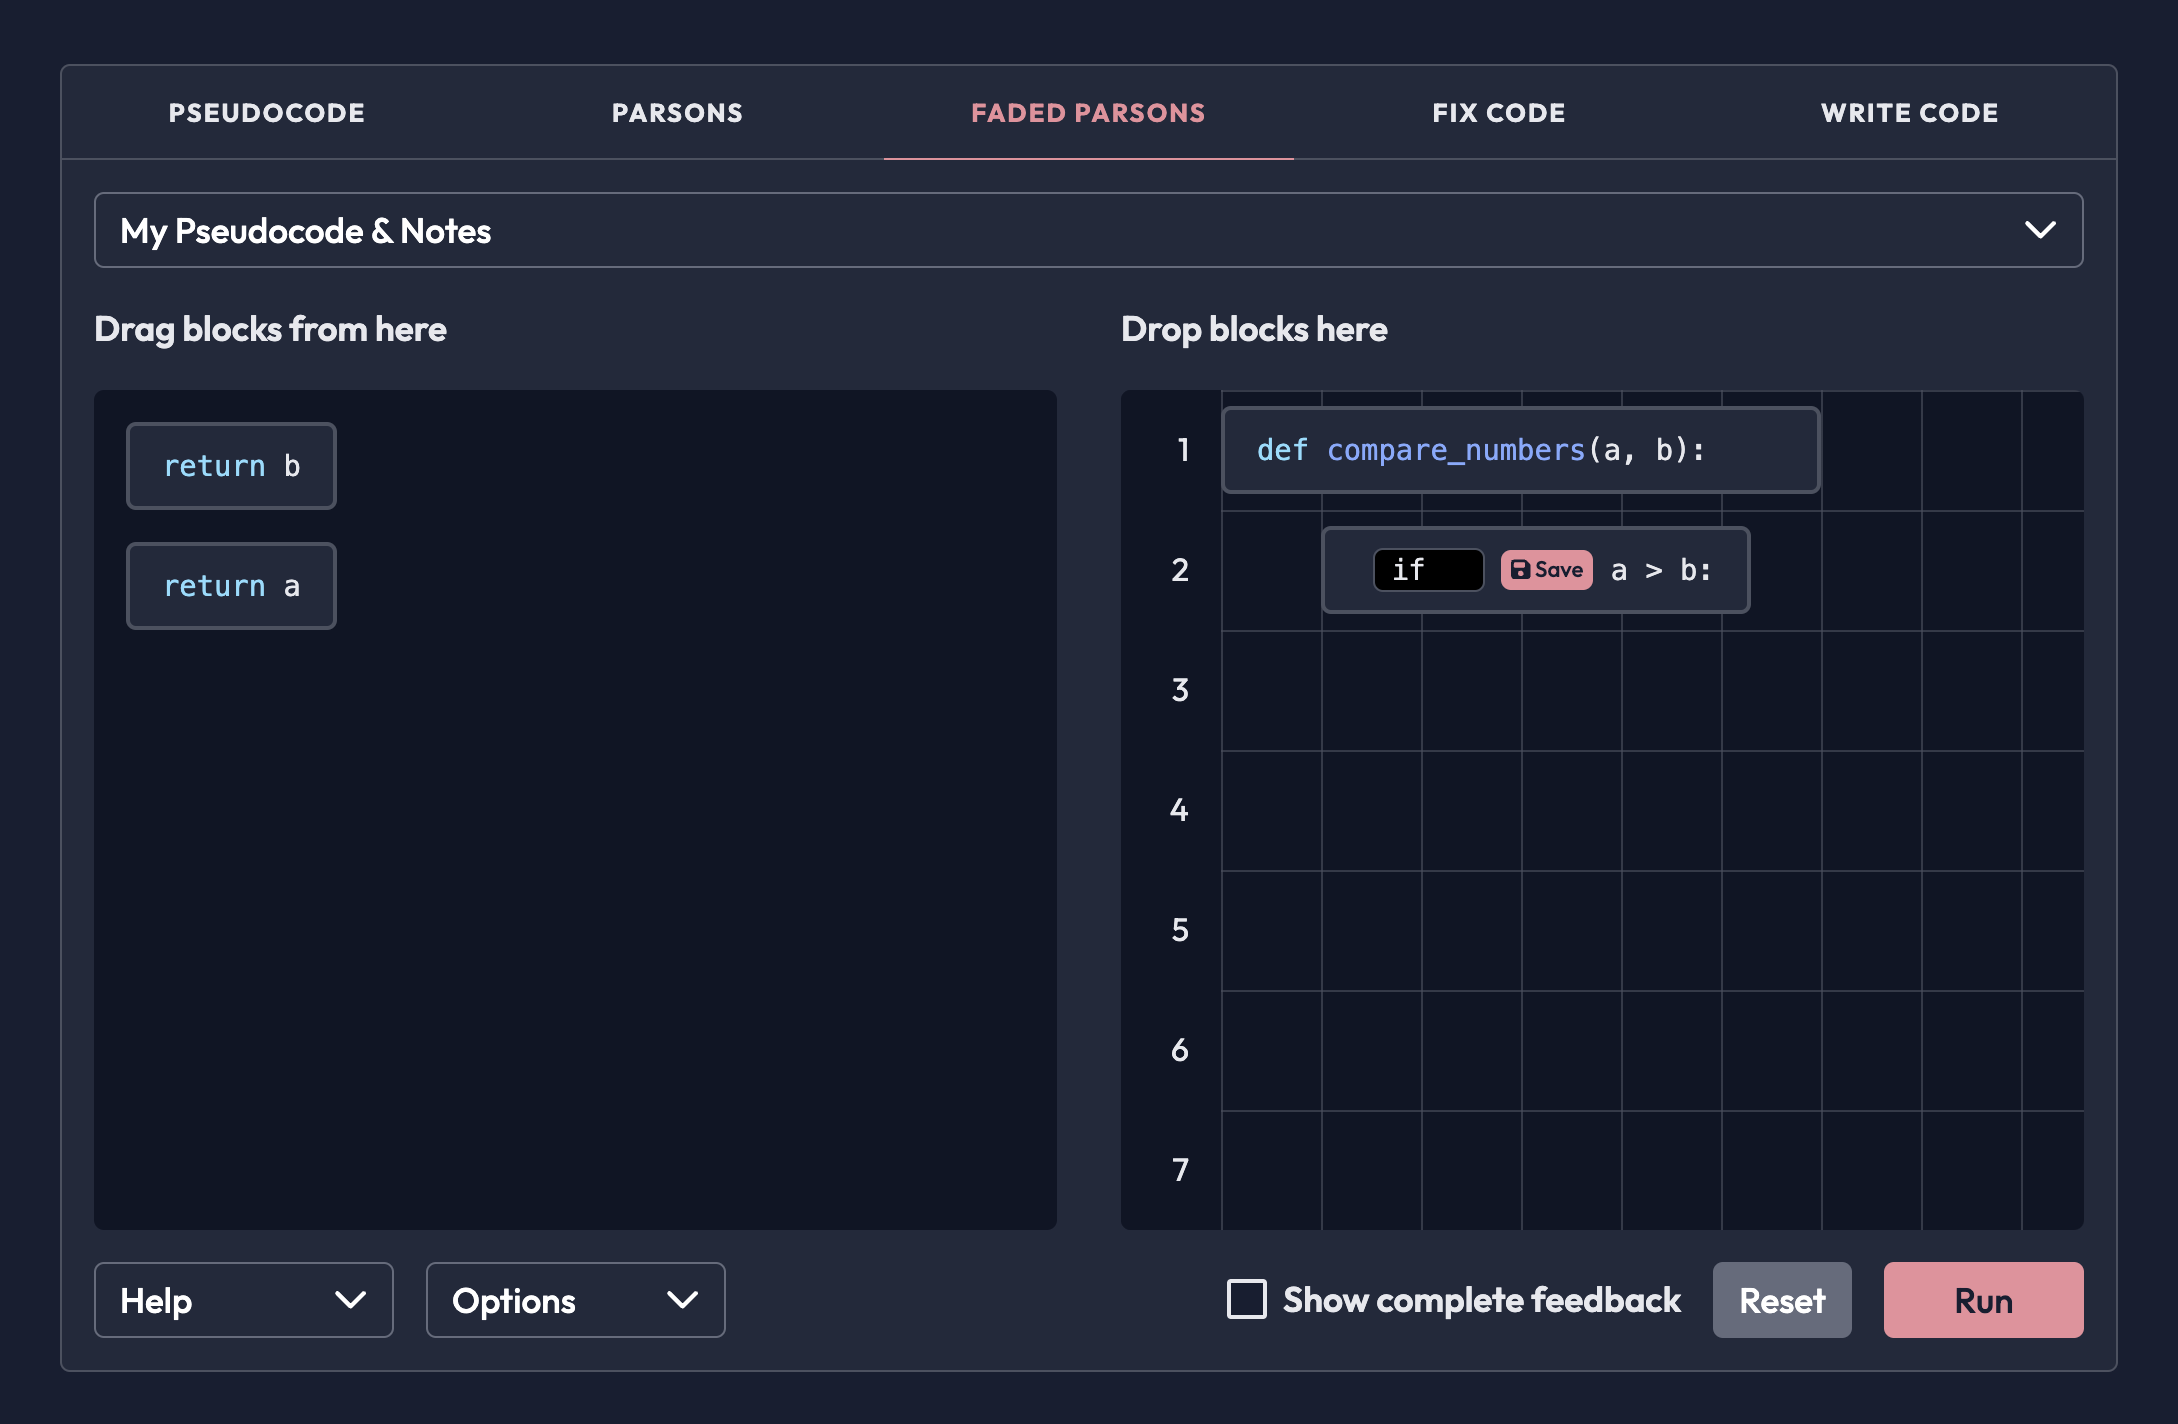 PSEUDOCODE PARSONS FADED PARSONS FIX CODE WRITE CODE
My Pseudocode & Notes
Drag blocks from here
return b
return a
Drop blocks here
1 def compare_numbers(a, b):
2 if Save a > b:
3
4
5
6
7
Help Options Show complete feedback Reset Run